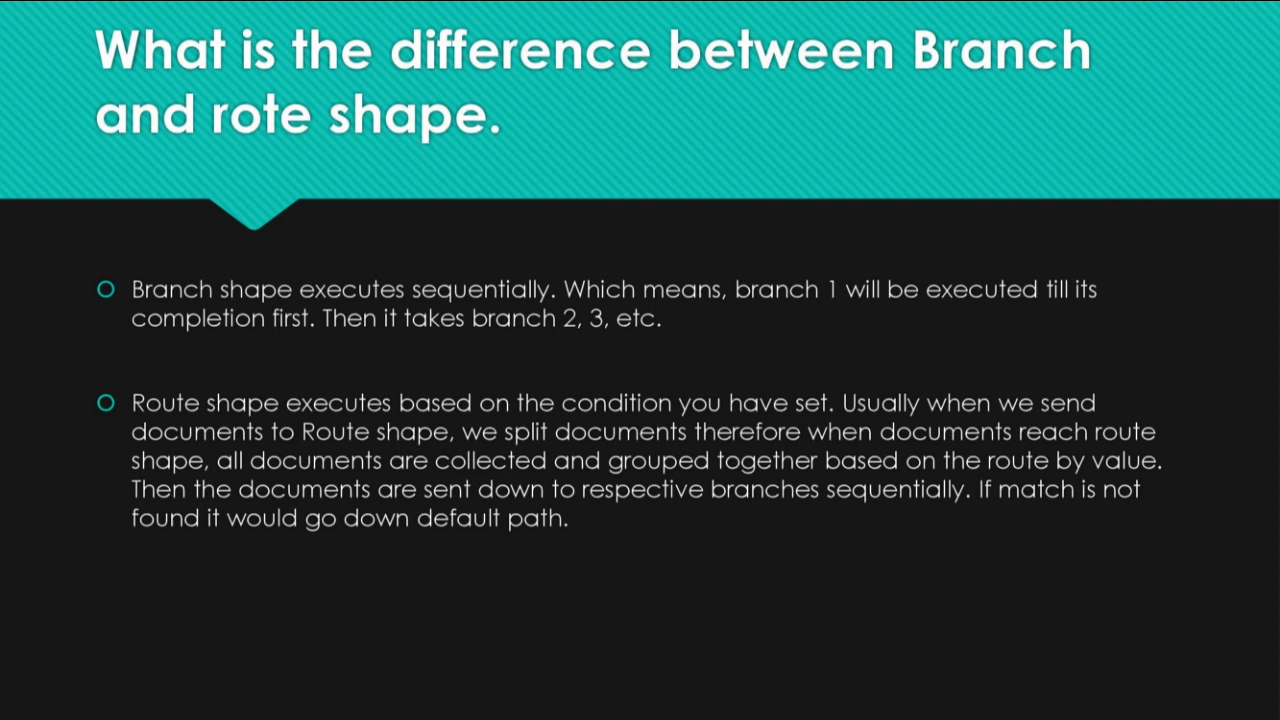 What is the difference between Branch
and rote shape.
Branch shape executes sequentially. Which means, branch 1 will be executed till its
completion first. Then it takes branch 2, 3, etc.
Route shape executes based on the condition you have set. Usually when we send
documents to Route shape, we split documents therefore when documents reach route
shape, all documents are collected and grouped together based on the route by value.
Then the documents are sent down to respective branches sequentially. If match is not
found it would go down default path.